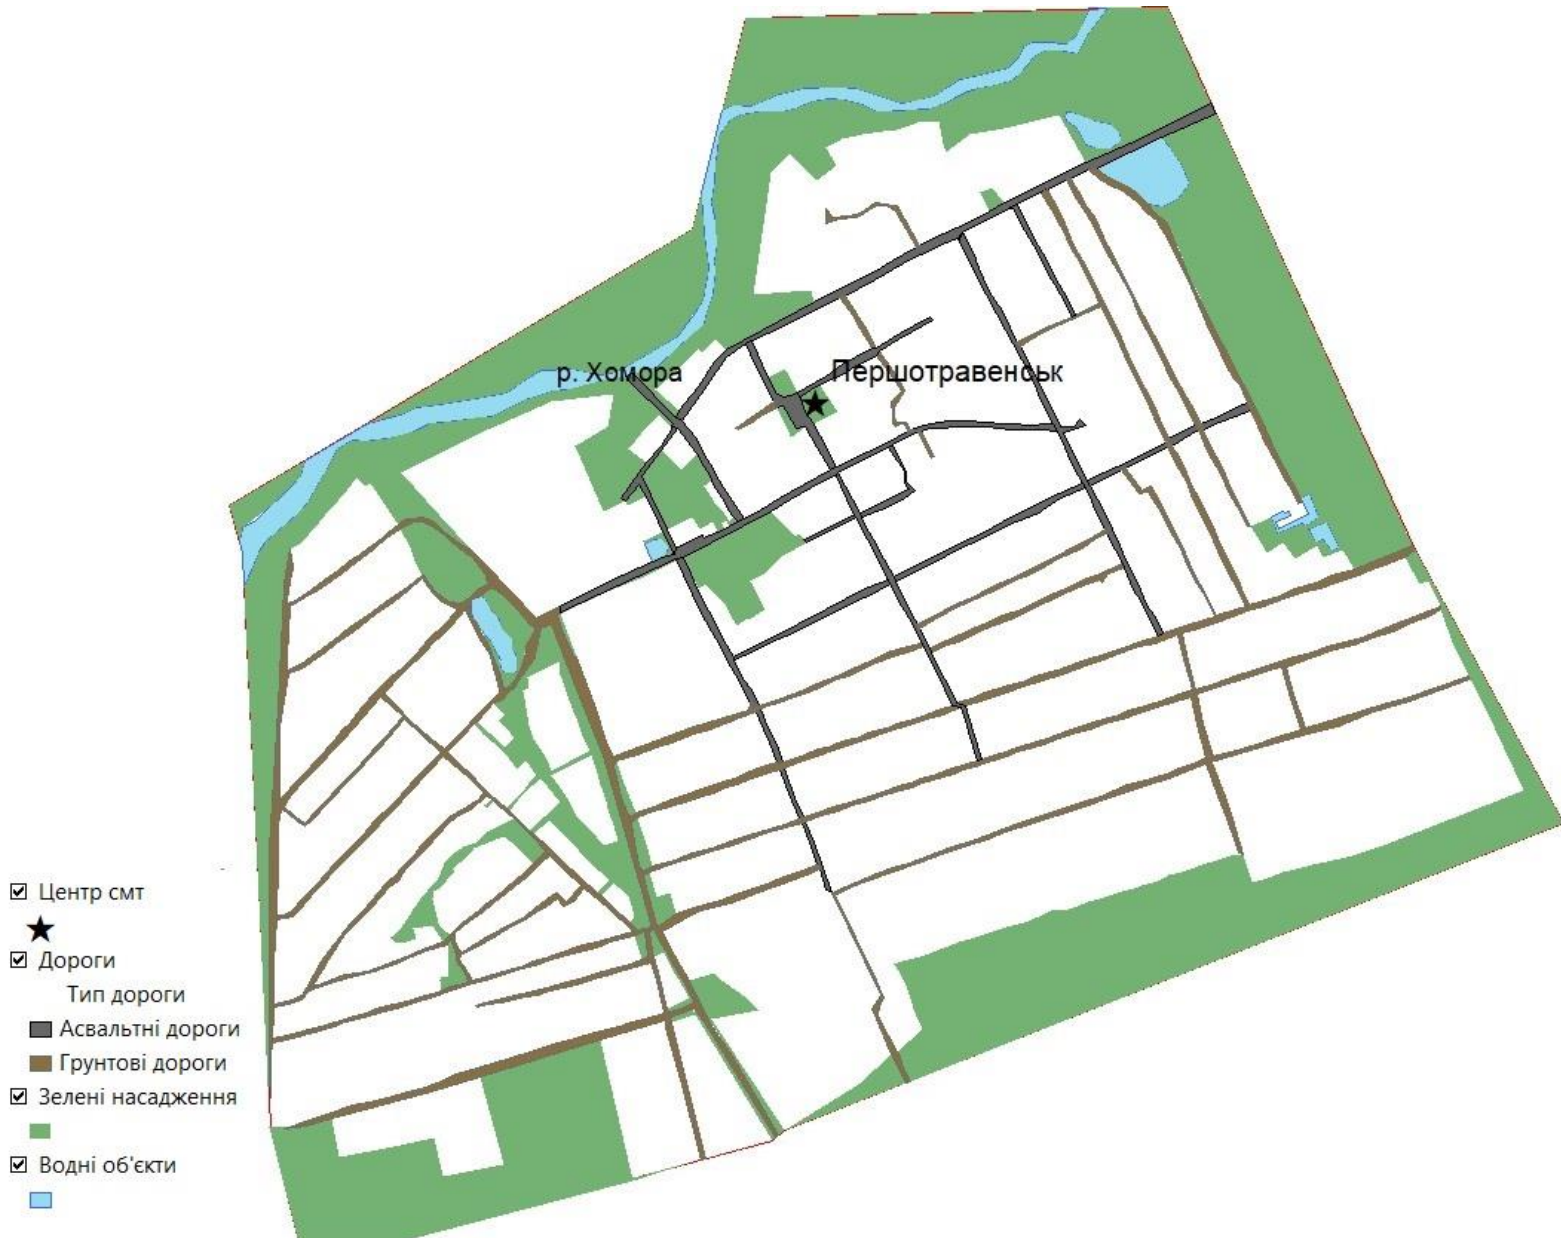 р. Хомора
Першотравенськ
Центр смт
Дороги
Тип дороги
Асвальтні дороги
Грунтові дороги
Зелені насадження
Водні об'єкти